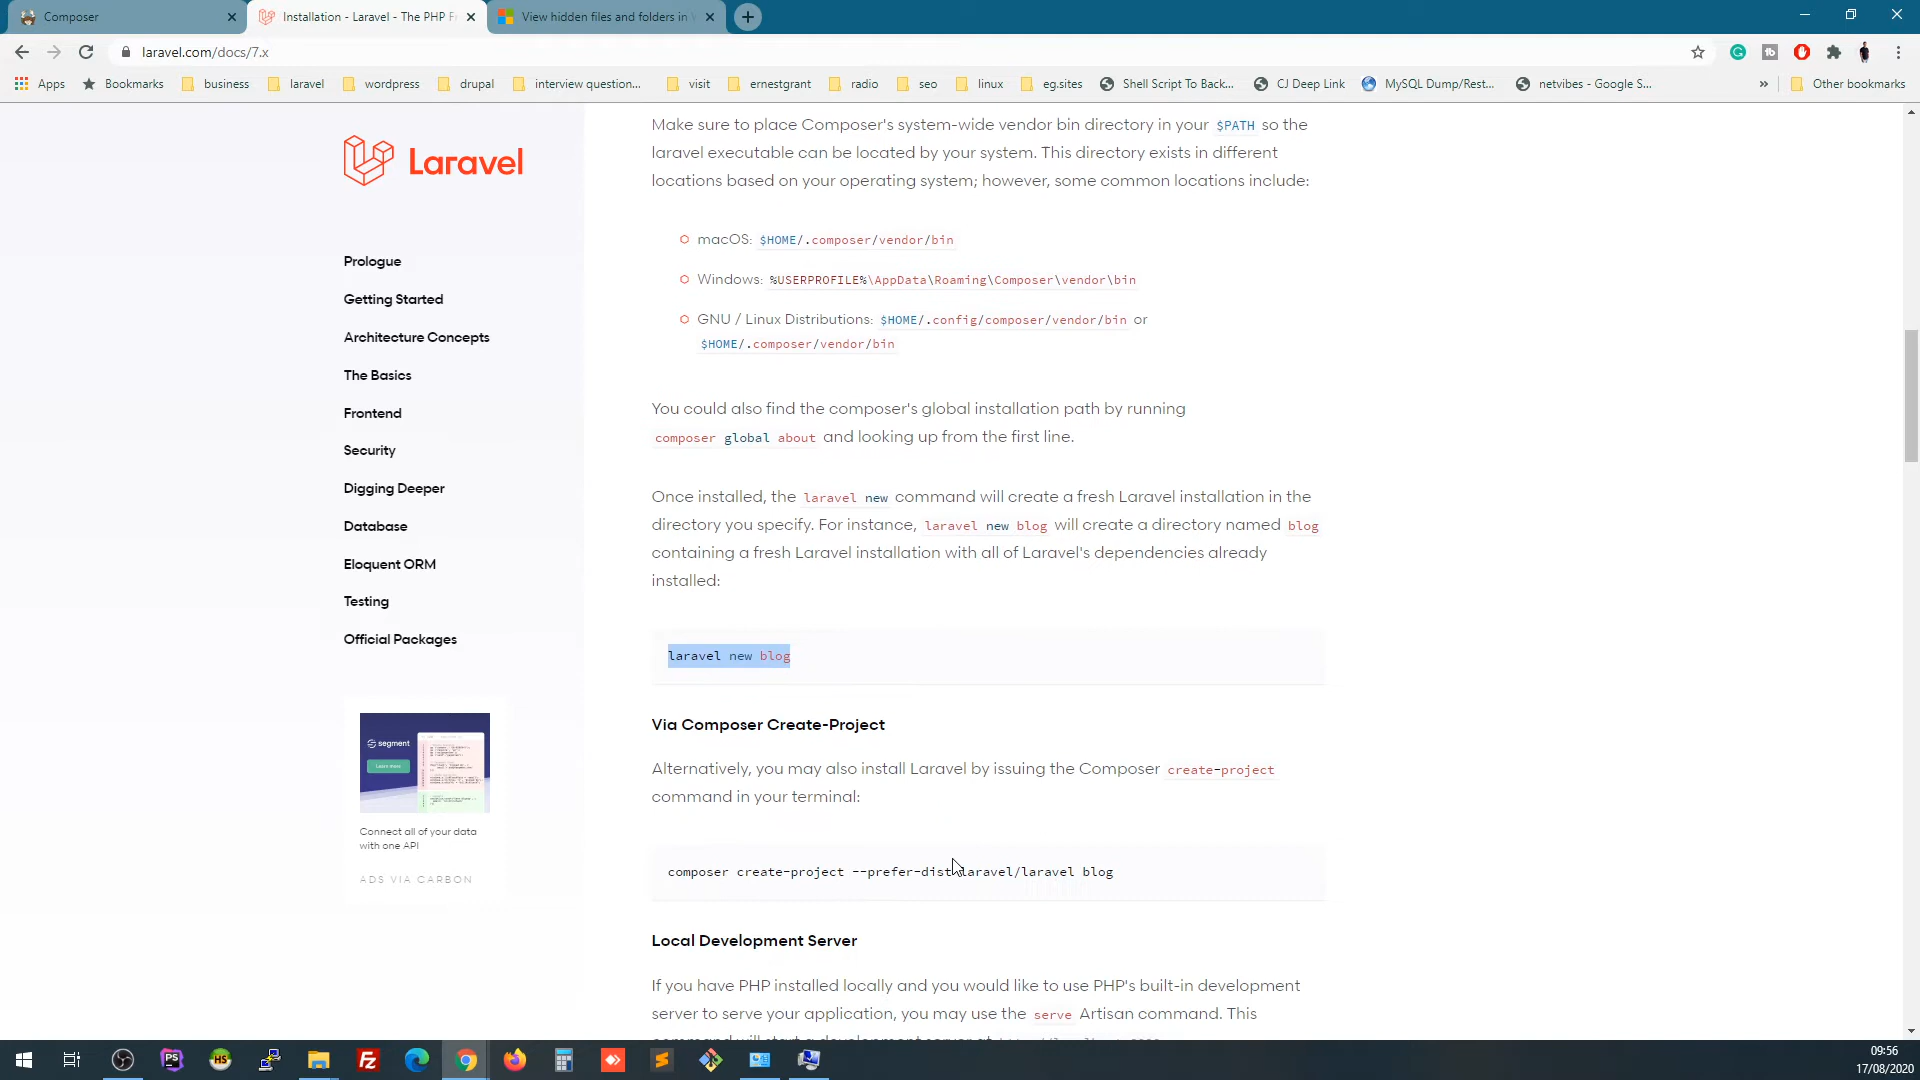 Composer
Installation - Laravel - The PHP F
View hidden files and folders in
laravel.com/docs/7.x
Apps
Bookmarks
business
laravel
wordpress
drupal
interview question...
visit
ernestgrant
radio
seo
linux
eg.sites
Shell Script To Back...
CJ Deep Link
MySQL Dump/Rest...
netvibes - Google S...
»
Other bookmarks
Laravel
Prologue
Getting Started
Architecture Concepts
The Basics
Frontend
Security
Digging Deeper
Database
Eloquent ORM
Testing
Official Packages
segment
Learn more
Connect all of your data
with one API
ADS VIA CARBON
Make sure to place Composer's system-wide vendor bin directory in your $PATH so the
laravel executable can be located by your system. This directory exists in different
locations based on your operating system; however, some common locations include:
macOS: $HOME/.composer/vendor/bin
Windows: %USERPROFILE%\AppData\Roaming\Composer\vendor\bin
GNU / Linux Distributions: $HOME/.config/composer/vendor/bin or
$HOME/.composer/vendor/bin
You could also find the composer's global installation path by running
composer global about and looking up from the first line.
Once installed, the laravel new command will create a fresh Laravel installation in the
directory you specify. For instance, laravel new blog will create a directory named blog
containing a fresh Laravel installation with all of Laravel's dependencies already
installed:
laravel new blog
Via Composer Create-Project
Alternatively, you may also install Laravel by issuing the Composer create-project
command in your terminal:
composer create-project --prefer-dist laravel/laravel blog
Local Development Server
If you have PHP installed locally and you would like to use PHP's built-in development
server to serve your application, you may use the serve Artisan command. This
PS
HS
FZ
09:56
17/08/2020